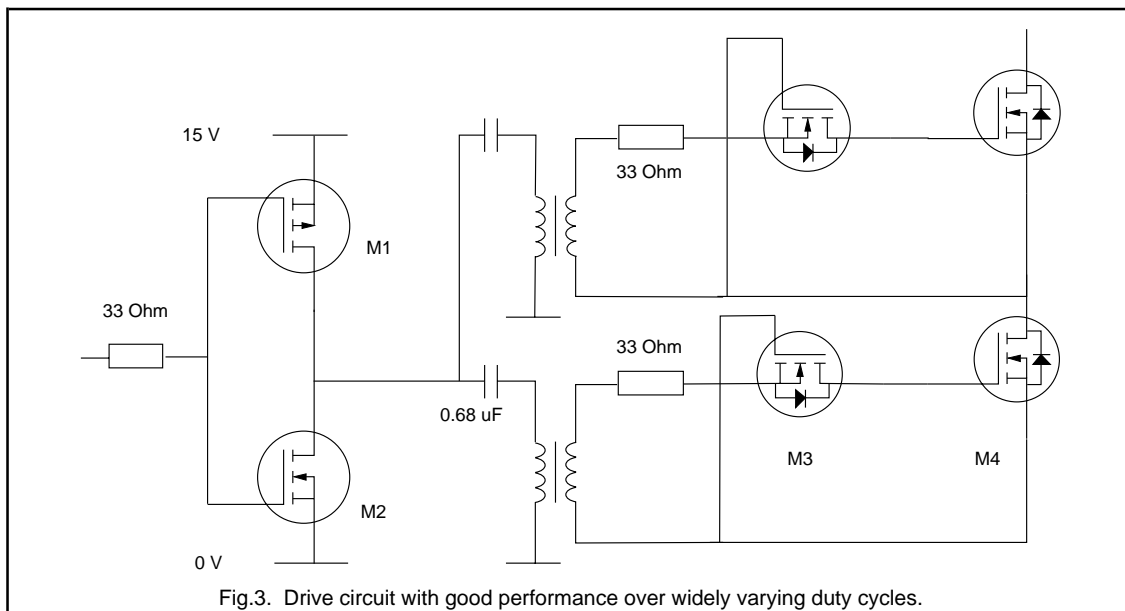 15 V
33 Ohm
M1
33 Ohm
33 Ohm
0.68 uF
M3
M4
M2
0 V
Fig.3. Drive circuit with good performance over widely varying duty cycles.